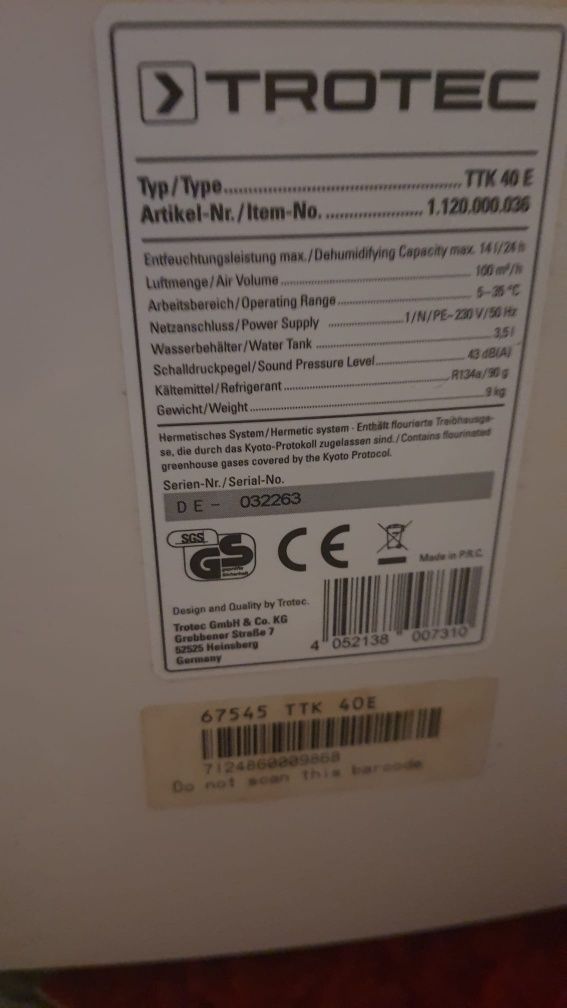 TROTEC
Typ/Type.......................................................TTK 40 E
Artikel-Nr./Item-No. ...................... 1.120.000.036
Entfeuchtungsleistung max./Dehumidifying Capacity max. 14 l/24 h
Luftmenge/Air Volume ............................................ 100 m³/h
Arbeitsbereich/Operating Range................................ 5–35 °C
Netzanschluss/Power Supply ..................1/N/PE~230 V/50 Hz
Wasserbehälter/Water Tank ........................................ 3,5 l
Schalldruckpegel/Sound Pressure Level..................... 43 dB(A)
Kältemittel/Refrigerant ....................................... R134a/90 g
Gewicht/Weight......................................................... 9 kg
Hermetisches System/Hermetic system - Enthält flourierte Treibhausga-
se, die durch das Kyoto-Protokoll zugelassen sind./Contains flourinated
greenhouse gases covered by the Kyoto Protocol.
Serien-Nr./Serial-No.
DE- 032263
SGS
GS
geprüfte
Sicherheit
CE
Made in P.R.C.
Design and Quality by Trotec.
Trotec GmbH & Co. KG
Grebbener Straße 7
52525 Heinsberg
Germany
4 052138 007310
67545 TTK 40E
7124860009868
Do not scan this barcode